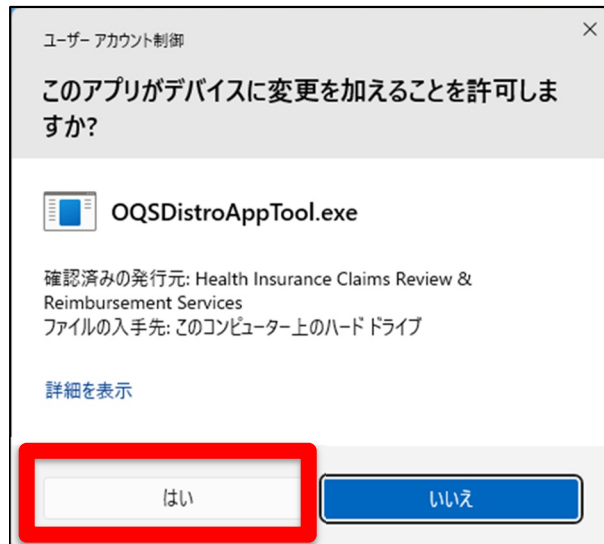 ユーザー アカウント制御
このアプリがデバイスに変更を加えることを許可しま
すか?
OQSDistroAppTool.exe
確認済みの発行元: Health Insurance Claims Review &
Reimbursement Services
ファイルの入手先: このコンピューター上のハード ドライブ
詳細を表示
はい
いいえ